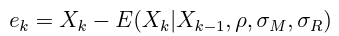 e_k = X_k − E(X_k|X_{k−1}, ρ, σ_M, σ_R)